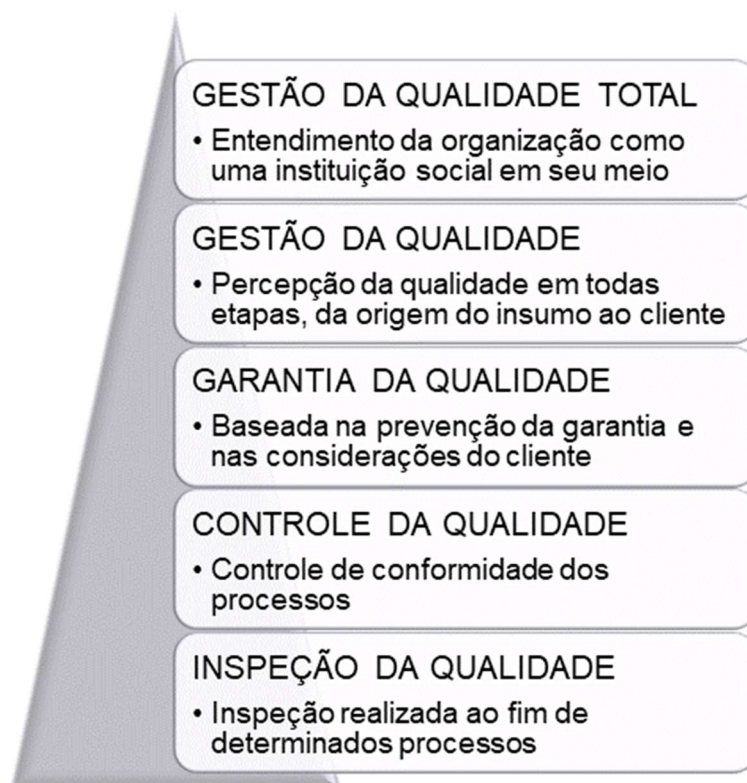 GESTÃO DA QUALIDADE TOTAL
• Entendimento da organização como
uma instituição social em seu meio
GESTÃO DA QUALIDADE
• Percepção da qualidade em todas
etapas, da origem do insumo ao cliente
GARANTIA DA QUALIDADE
• Baseada na prevenção da garantia e
nas considerações do cliente
CONTROLE DA QUALIDADE
• Controle de conformidade dos
processos
INSPEÇÃO DA QUALIDADE
• Inspeção realizada ao fim de
determinados processos